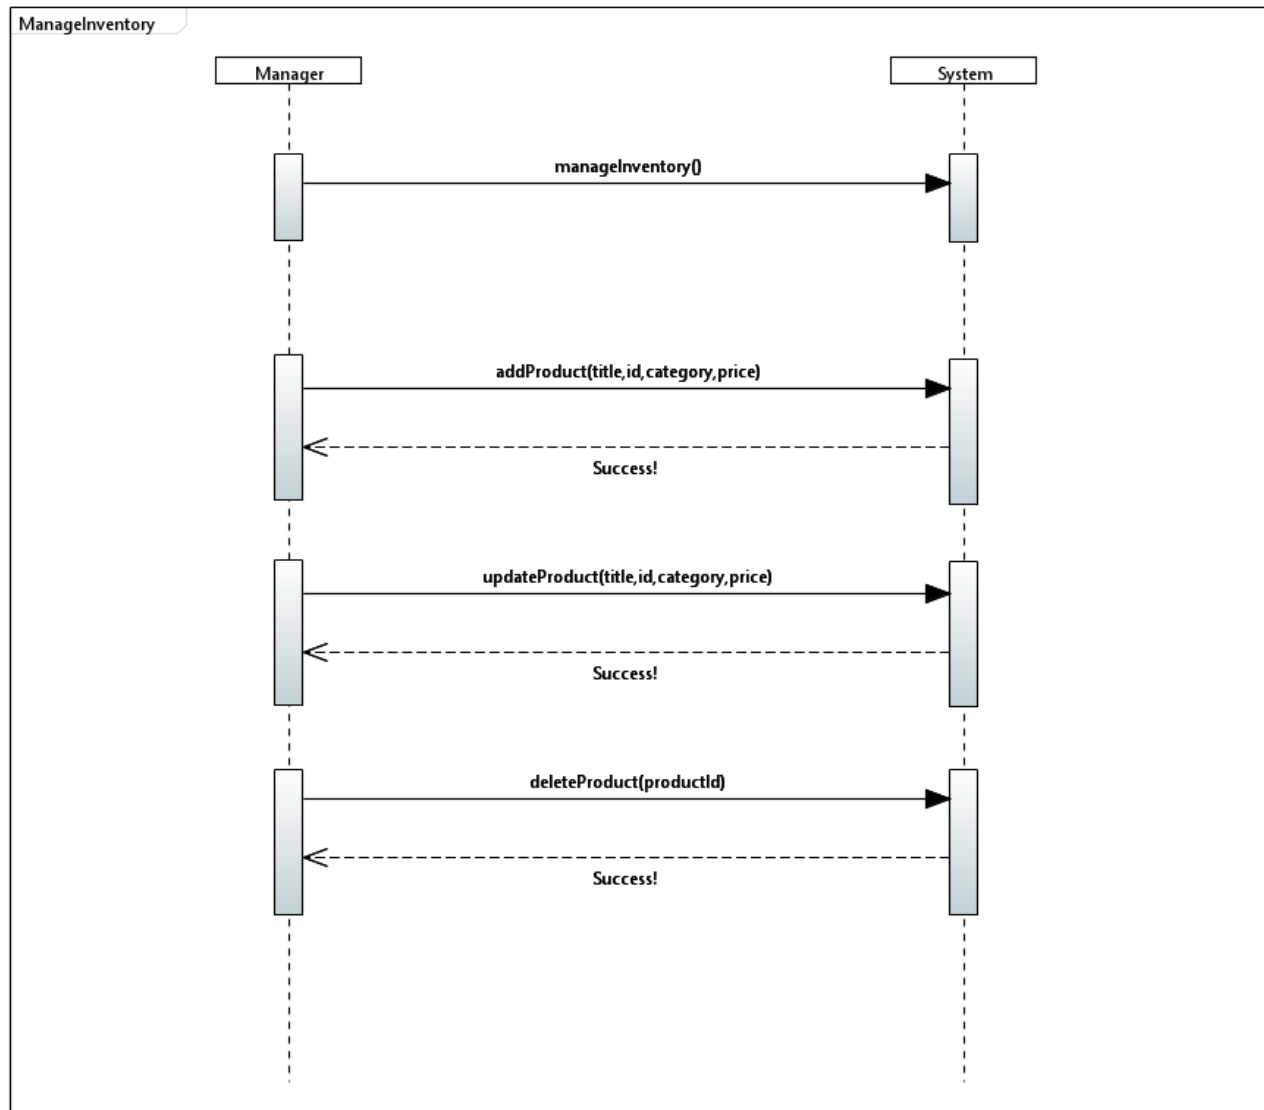 ManageInventory
Manager
System
manageInventory()
addProduct(title,id,category,price)
Success!
updateProduct(title,id,category,price)
Success!
deleteProduct(productId)
Success!